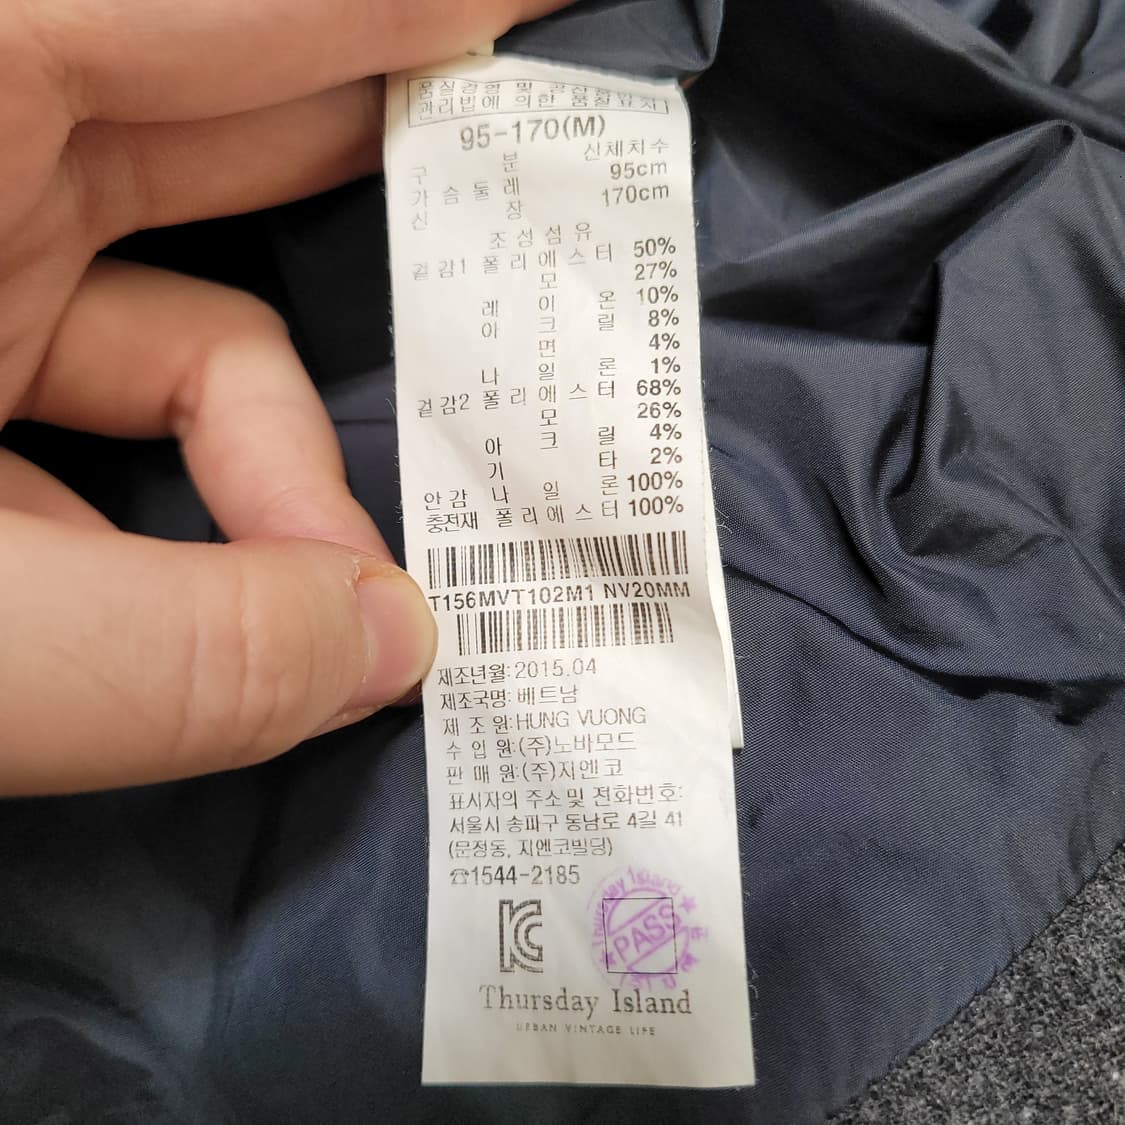 품질경영 및 공산품안전
관리법에 의한 품질표시
95-170(M)
구 분 신체치수
가슴둘레 95cm
신 장 170cm
조성섬유
겉감1 폴리에스터 50%
모 27%
레이온 10%
아크릴 8%
면 4%
나일론 1%
겉감2 폴리에스터 68%
모 26%
아크릴 4%
기 타 2%
안감 나일론 100%
충전재 폴리에스터 100%
T156MVT102M1 NV20MM
제조년월:2015.04
제조국명:베트남
제 조 원:HUNG VUONG
수 입 원:(주)노바모드
판 매 원:(주)지엔코
표시자의 주소 및 전화번호:
서울시 송파구 동남로 4길 41
(문정동, 지엔코빌딩)
☎1544-2185
KC
Thursday Island
PASS
Thursday Island
URBAN VINTAGE LIFE